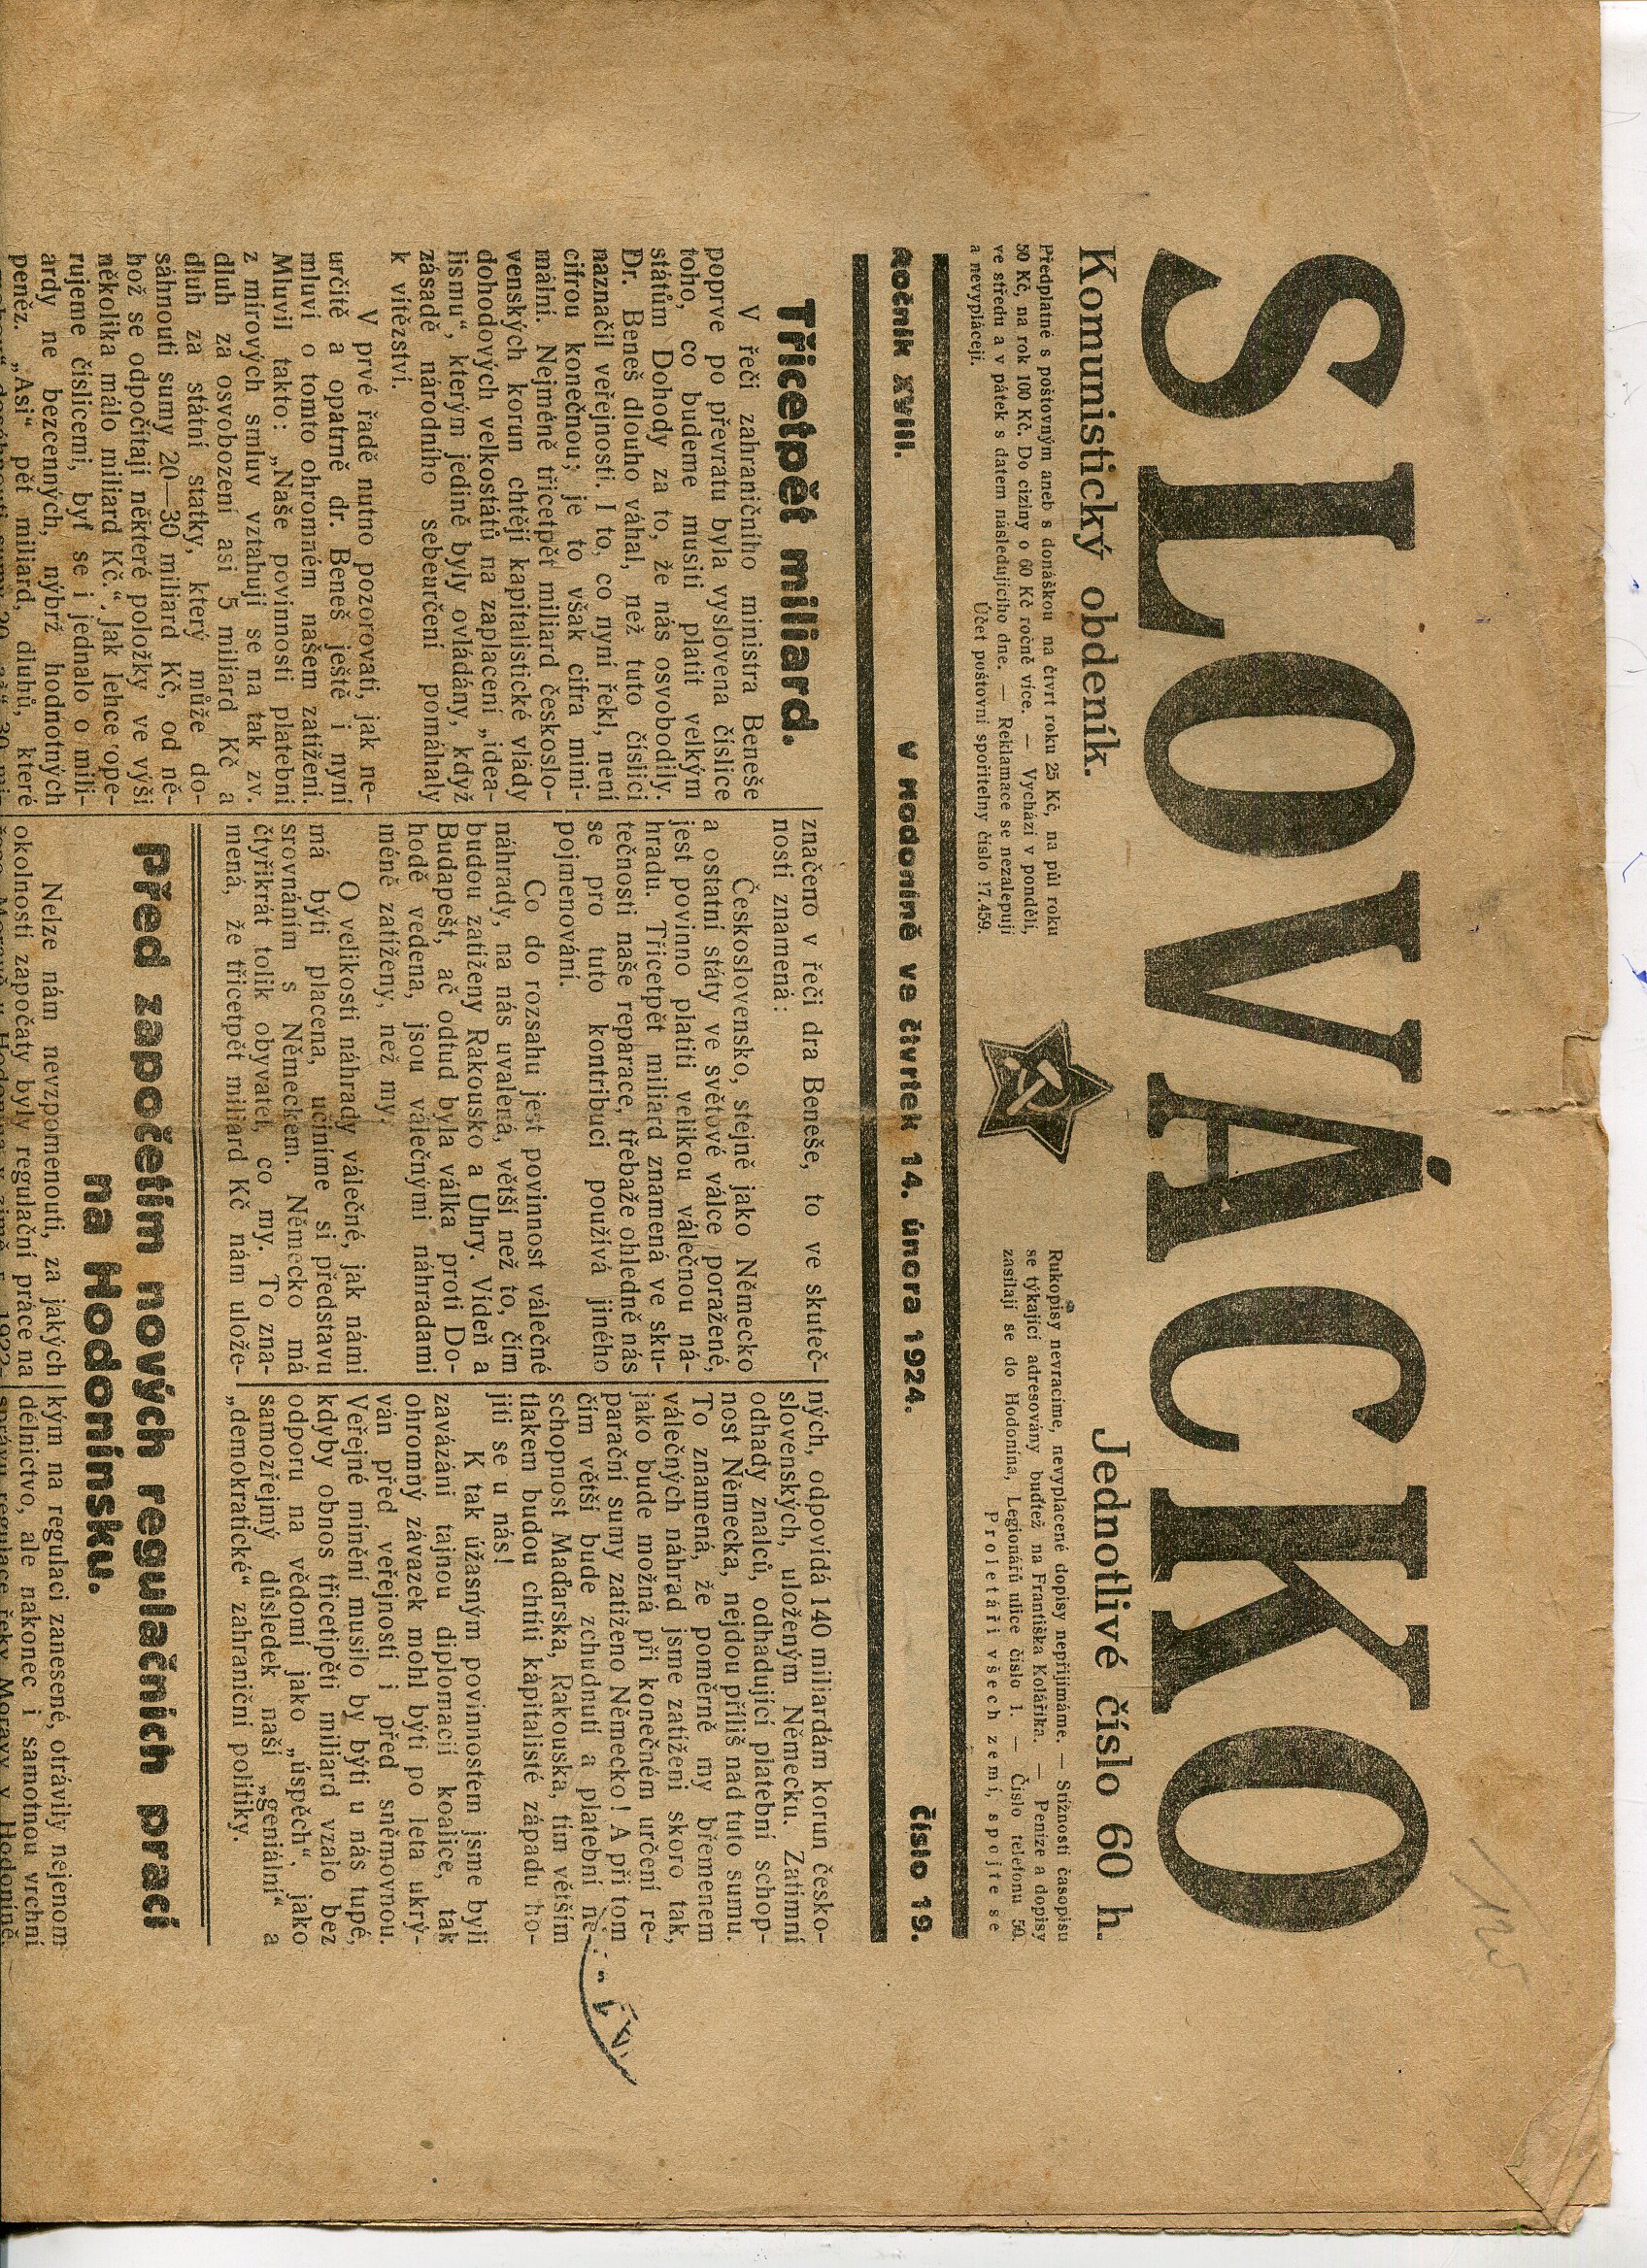 SLOVÁCKO
Komunistický obdeník.
Jednotlivé číslo 60 h.
Předplatné s poštovným aneb s donáškou na čtvrt roku 25 Kč, na půl roku
50 Kč, na rok 100 Kč. Do ciziny o 60 Kč ročně více. — Vychází v pondělí,
ve středu a v pátek s datem následujícího dne. — Reklamace se nezalepují
a nevyplácejí.
Účet poštovní spořitelny číslo 17.459.
Rukopisy nevracíme, nevyplacené dopisy nepřijímáme. — Stížnosti časopisu
se týkající adresovány buďtež na Františka Kolaříka. — Peníze a dopisy
zasílají se do Hodonína, Legionářů ulice číslo 1. — Číslo telefonu 50.
Proletáři všech zemí, spojte se
Ročník XVIII.
V Hodoníně ve čtvrtek 14. února 1924.
Číslo 19.
Třicetpět miliard.
V řeči zahraničního ministra Beneše
poprvé po převratu byla vyslovena číslice
toho, co budeme musiti platit velkým
státům Dohody za to, že nás osvobodily.
Dr. Beneš dlouho váhal, než tuto číslici
naznačil veřejnosti. I to, co nyní řekl, není
cifrou konečnou; je to však cifra mini-
mální. Nejméně třicetpět miliard českoslo-
venských korun chtějí kapitalistické vlády
dohodových velkostátů na zaplacení „idea-
lismu“, kterým jedině byly ovládány, když
zásadě národního sebeurčení pomáhaly
k vítězství.
V prvé řadě nutno pozorovati, jak ne-
určitě a opatrně dr. Beneš ještě i nyní
mluví o tomto ohromném našem zatížení.
Mluvil takto: „Naše povinnosti platební
z mírových smluv vztahují se na tak zv.
dluh za osvobození asi 5 miliard Kč a
dluh za státní statky, který může do-
sáhnouti sumy 20—30 miliard Kč, od ně-
hož se odpočítají některé položky ve výši
několika málo miliard Kč.“ Jak lehce ope-
rujeme číslicemi, byť se i jednalo o mili-
ardy ne bezcenných, nýbrž hodnotných
peněz. „Asi“ pět miliard, dluhů, které
značeno v řeči dra Beneše, to ve skuteč-
nosti znamená:
Československo, stejně jako Německo
a ostatní státy ve světové válce poražené,
jest povinno platiti velikou válečnou ná-
hradu. Třicetpět miliard znamená ve sku-
tečnosti naše reparace, třebaže ohledně nás
se pro tuto kontribuci používá jiného
pojmenování.
Co do rozsahu jest povinnost válečné
náhrady, na nás uvalená, větší než to, čím
budou zatíženy Rakousko a Uhry. Vídeň a
Budapešt, ač odtud byla válka proti Do-
hodě vedena, jsou válečnými náhradami
méně zatíženy, než my.
O velikosti náhrady válečné, jak námi
má býti placena, učiníme si představu
srovnáním s Německem. Německo má
čtyřikrát tolik obyvatel, co my. To zna-
mená, že třicetpět miliard Kč nám ulože-
ných, odpovídá 140 miliardám korun česko-
slovenských, uloženým Německu. Zatímní
odhady znalců, odhadující platební schop-
nost Německa, nejdou příliš nad tuto sumu.
To znamená, že poměrně my břemenem
válečných náhrad jsme zatíženi skoro tak,
jako bude možná při konečném určení re-
parační sumy zatíženo Německo! A při tom
čím větší bude zchudnutí a platební ne-
schopnost Maďarska, Rakouska, tím větším
tlakem budou chtíti kapitalisté západu ho-
jiti se u nás!
K tak úžasným povinnostem jsme byli
zavázáni tajnou diplomacií koalice, tak
ohromný závazek mohl býti po léta ukrý-
ván před veřejností i před sněmovnou.
Veřejné mínění musilo by býti u nás tupé,
kdyby obnos třicetipěti miliard vzalo bez
odporu na vědomí jako „úspěch“, jako
samozřejmý důsledek naší „geniální“ a
„demokratické“ zahraniční politiky.
Před započetím nových regulačních prací
na Hodonínsku.
Nelze nám nevzpomenouti, za jakých
okolností započaty byly regulační práce na
kým na regulaci zanesené, otrávily nejenom
dělnictvo, ale nakonec i samotnou vrchní